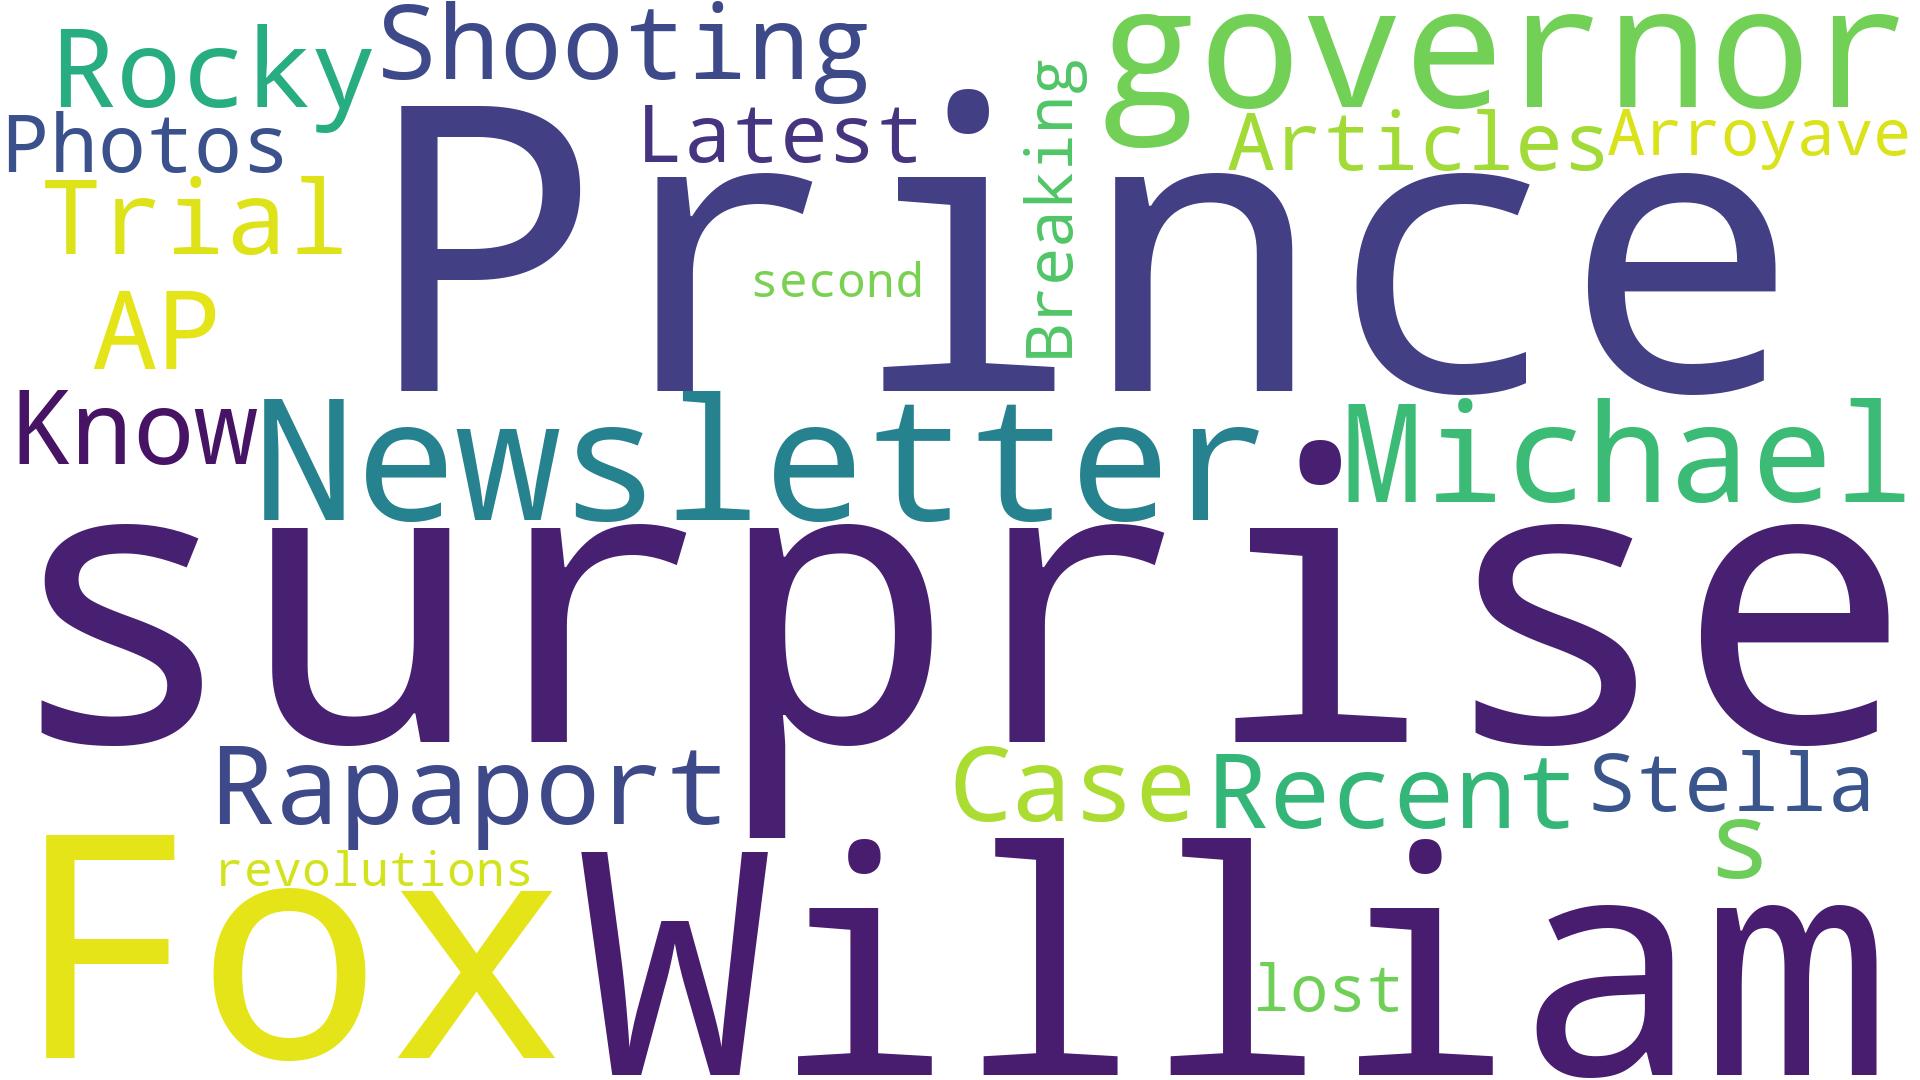 Rocky
Shooting
governor
Photos
Latest
Breaking
Articles
Arroyave
Trial
Prince
second
AP
Know
Newsletter
Michael
surprise
Rapaport
Case
Recent
Stella
s
revolutions
Fox
William
lost